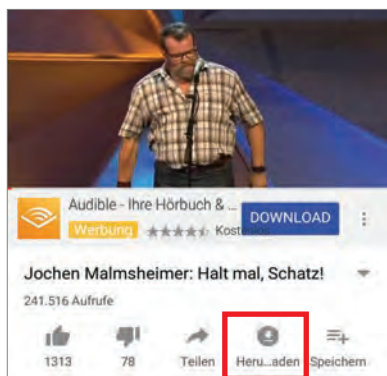 Audible - Ihre Hörbuch & ...
Werbung Kostenlos
DOWNLOAD
Jochen Malmsheimer: Halt mal, Schatz!
241.516 Aufrufe
1313 78 Teilen Heru...aden Speichern